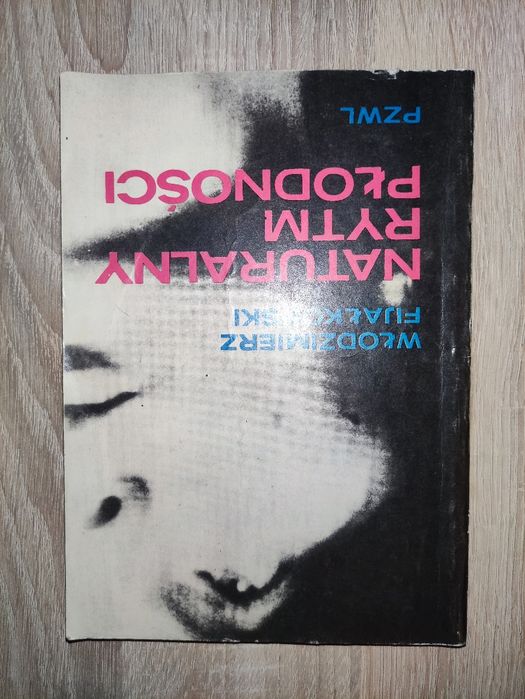 WŁODZIMIERZ
FIJAŁKOWSKI
NATURALNY
RYTM
PŁODNOŚCI
PZWL